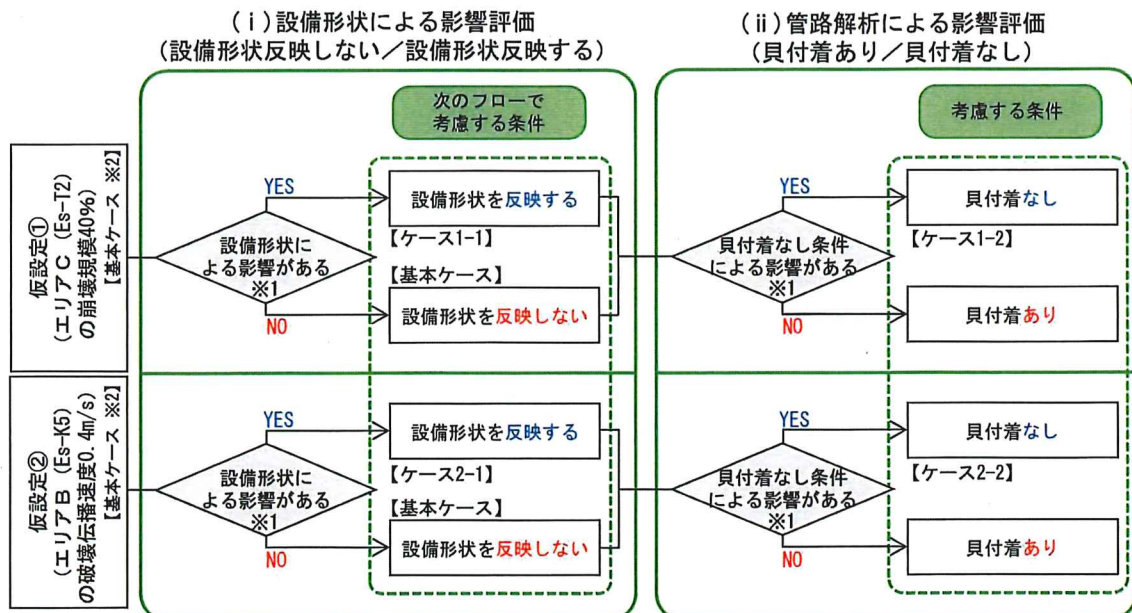 (ⅰ)設備形状による影響評価
(設備形状反映しない/設備形状反映する)
(ⅱ)管路解析による影響評価
(貝付着あり/貝付着なし)
次のフローで
考慮する条件
考慮する条件
仮設定①
(エリアC(Es-T2)
の崩壊規模40%)
【基本ケース ※2】
設備形状に
よる影響がある
※1
YES
NO
設備形状を反映する
【ケース1-1】
【基本ケース】
設備形状を反映しない
貝付着なし条件
による影響がある
※1
YES
NO
貝付着なし
【ケース1-2】
貝付着あり
仮設定②
(エリアB(Es-K5)
の破壊伝播速度0.4m/s)
【基本ケース ※2】
設備形状に
よる影響がある
※1
YES
NO
設備形状を反映する
【ケース2-1】
【基本ケース】
設備形状を反映しない
貝付着なし条件
による影響がある
※1
YES
NO
貝付着なし
【ケース2-2】
貝付着あり